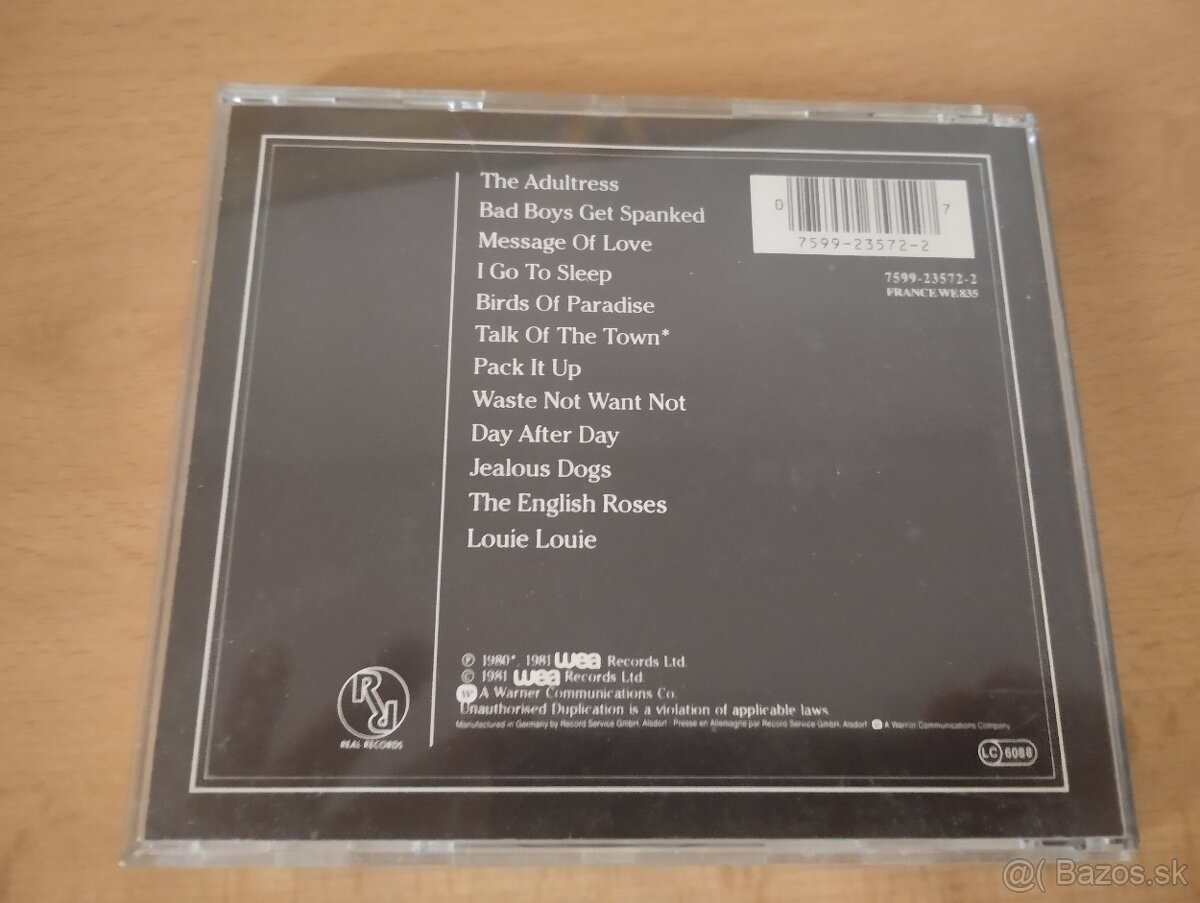 The Adultress
Bad Boys Get Spanked
Message Of Love
I Go To Sleep
Birds Of Paradise
Talk Of The Town*
Pack It Up
Waste Not Want Not
Day After Day
Jealous Dogs
The English Roses
Louie Louie
0 7
7599-23572-2
7599-23572-2
FRANCE WE 835
℗ 1980*, 1981 wea Records Ltd.
© 1981 wea Records Ltd.
A Warner Communications Co.
Unauthorised Duplication is a violation of applicable laws.
Manufactured in Germany by Record Service GmbH, Alsdorf Presse en Allemagne par Record Service GmbH, Alsdorf A Warner Communications Company
REAL RECORDS
LC 6088
@( Bazos.sk